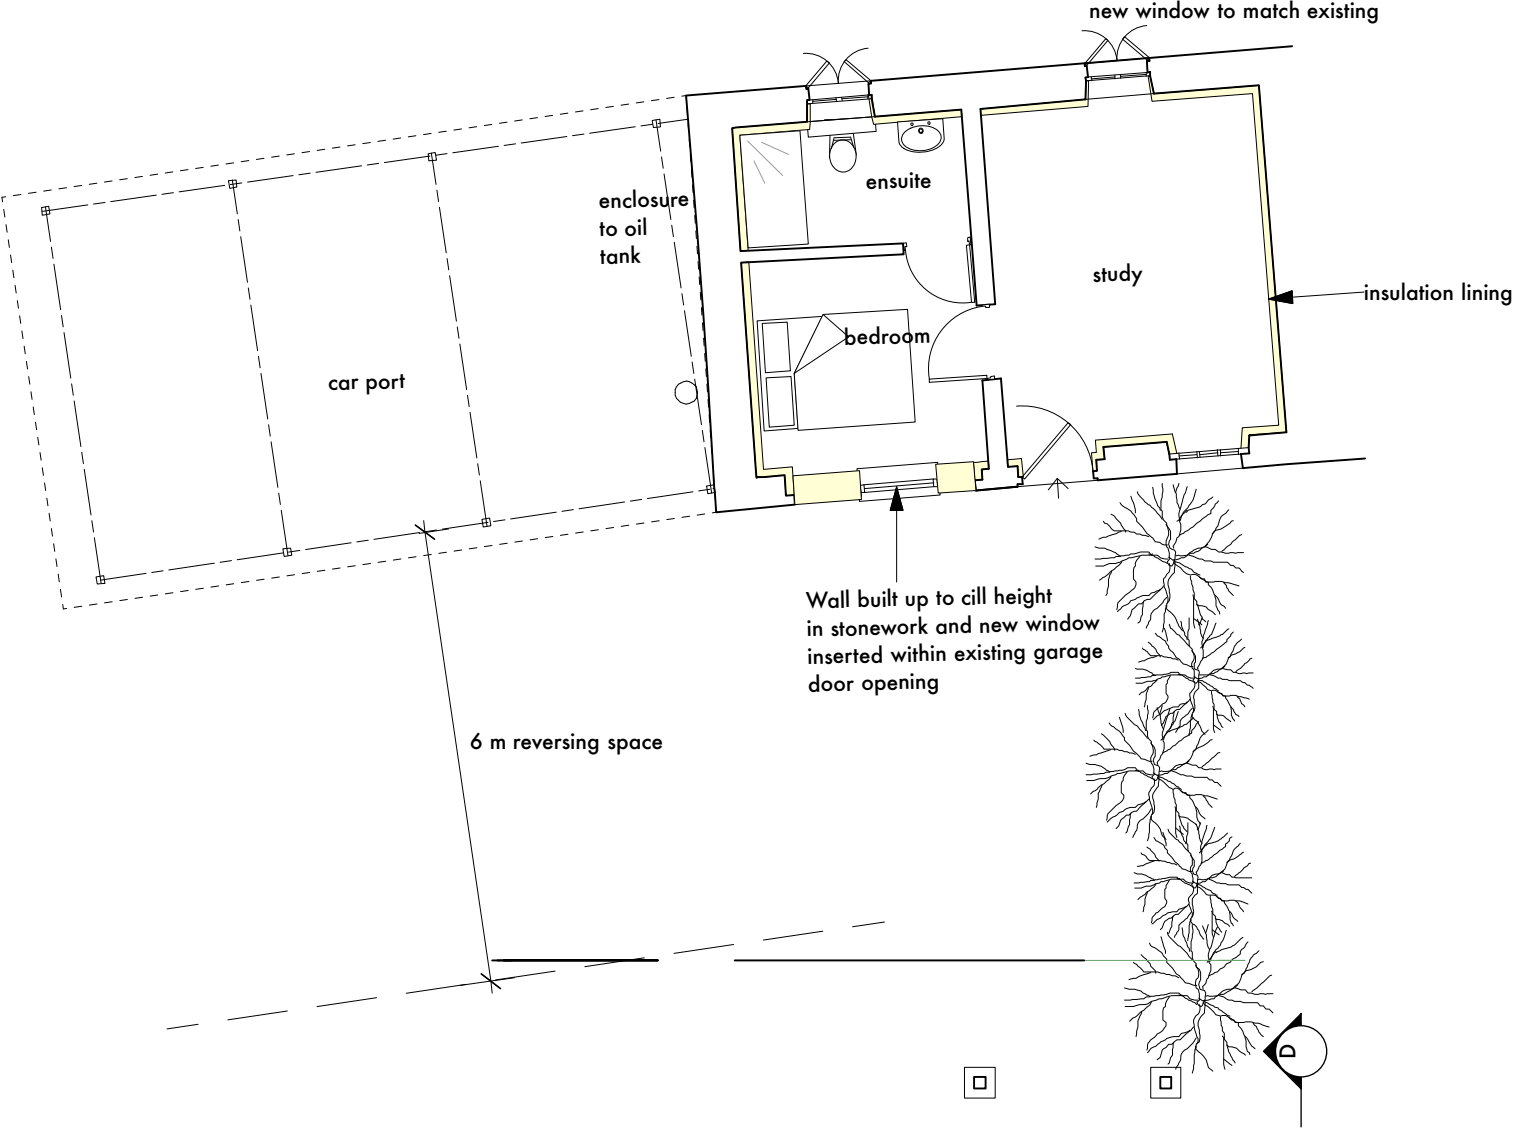 new window to match existing
enclosure
to oil
tank
ensuite
study
insulation lining
bedroom
car port
Wall built up to cill height
in stonework and new window
inserted within existing garage
door opening
6 m reversing space
D